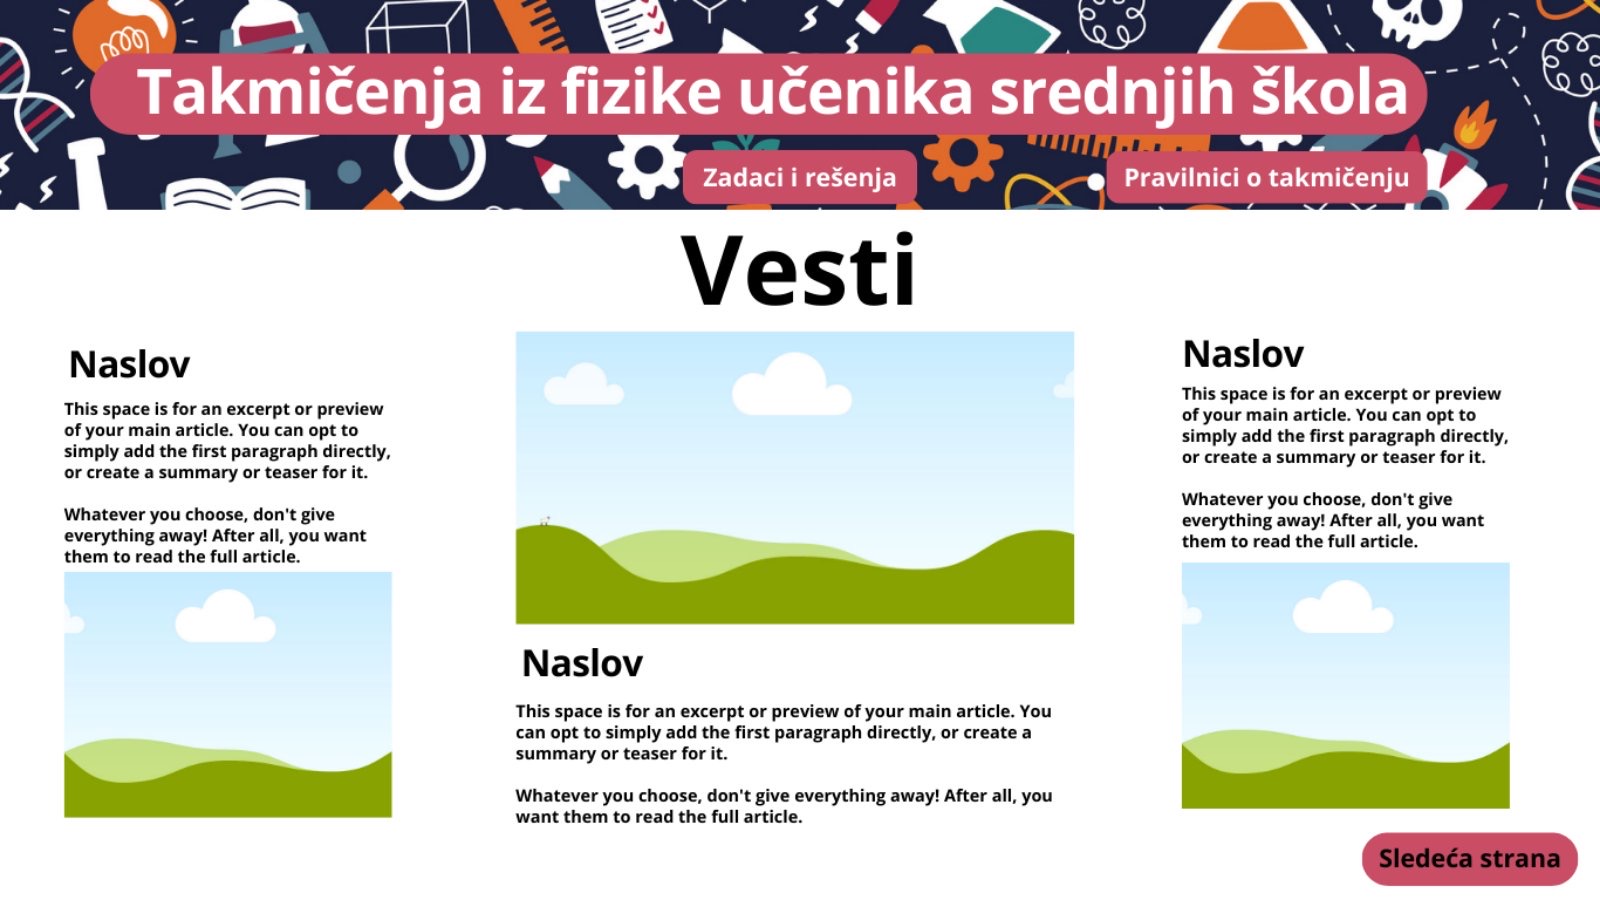 Takmičenja iz fizike učenika srednjih škola
Zadaci i rešenja
Pravilnici o takmičenju
Vesti
Naslov
This space is for an excerpt or preview
of your main article. You can opt to
simply add the first paragraph directly,
or create a summary or teaser for it.
Whatever you choose, don't give
everything away! After all, you want
them to read the full article.
Naslov
This space is for an excerpt or preview of your main article. You
can opt to simply add the first paragraph directly, or create a
summary or teaser for it.
Whatever you choose, don't give everything away! After all, you
want them to read the full article.
Naslov
This space is for an excerpt or preview
of your main article. You can opt to
simply add the first paragraph directly,
or create a summary or teaser for it.
Whatever you choose, don't give
everything away! After all, you want
them to read the full article.
Sledeća strana